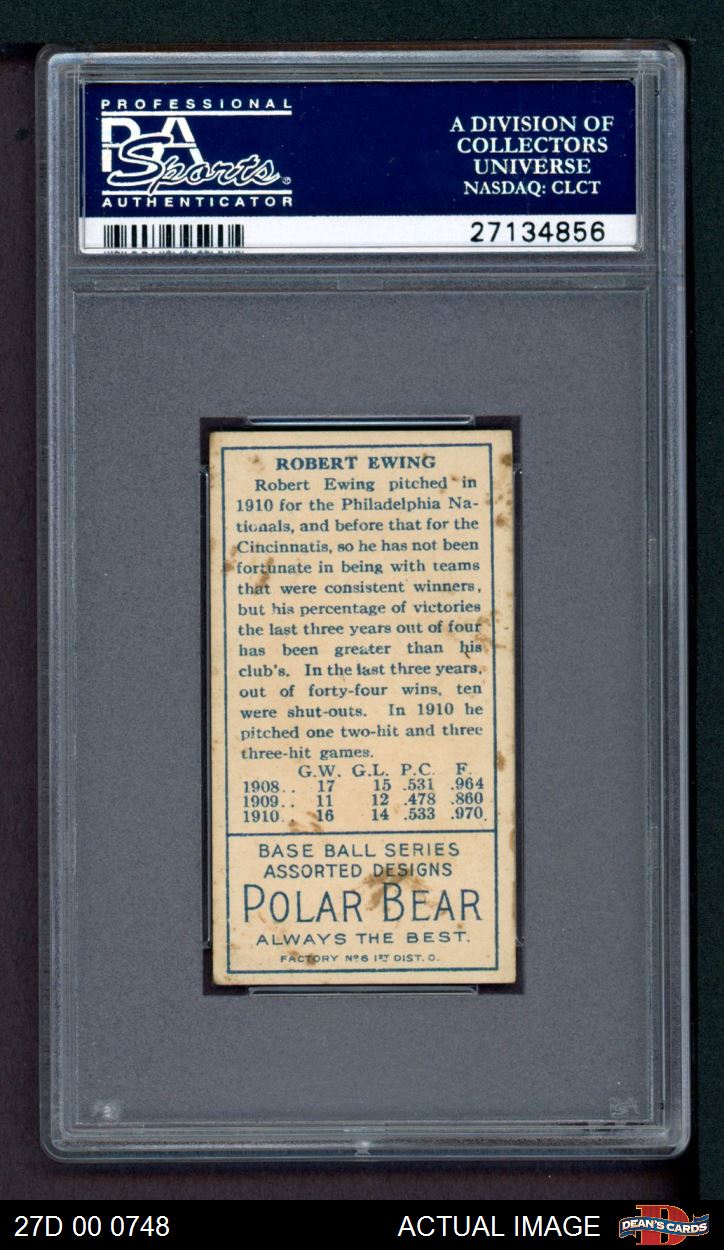 PROFESSIONAL
PSA
Sports
AUTHENTICATOR
A DIVISION OF
COLLECTORS
UNIVERSE
NASDAQ: CLCT
27134856
ROBERT EWING
Robert Ewing pitched in
1910 for the Philadelphia Na-
tionals, and before that for the
Cincinnatis, so he has not been
fortunate in being with teams
that were consistent winners,
but his percentage of victories
the last three years out of four
has been greater than his
club's. In the last three years,
out of forty-four wins, ten
were shut-outs. In 1910 he
pitched one two-hit and three
three-hit games.
G.W. G.L. P.C. F.
1908.. 17 15 .531 .964
1909.. 11 12 .478 .860
1910.. 16 14 .533 .970
BASE BALL SERIES
ASSORTED DESIGNS
POLAR BEAR
ALWAYS THE BEST.
FACTORY Nº 6 1ST DIST. O.
27D 00 0748
ACTUAL IMAGE
DEAN'S CARDS